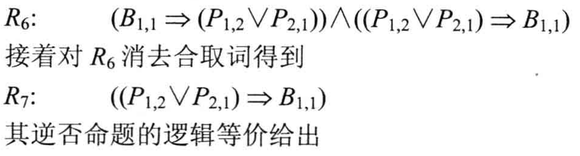 R6: (B1,1 ⇒ (P1,2∨P2,1))∧((P1,2∨P2,1) ⇒ B1,1)
接着对 R6 消去合取词得到
R7: ((P1,2∨P2,1) ⇒ B1,1)
其逆否命题的逻辑等价给出